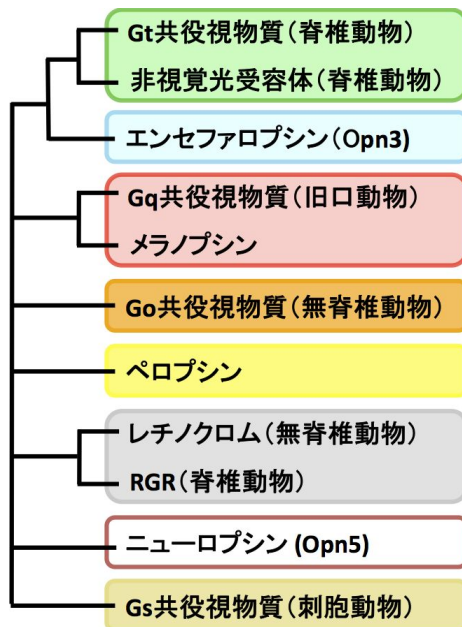 Gt共役視物質(脊椎動物)
非視覚光受容体(脊椎動物)
エンセファロプシン(Opn3)
Gq共役視物質(旧口動物)
メラノプシン
Go共役視物質(無脊椎動物)
ペロプシン
レチノクロム(無脊椎動物)
RGR(脊椎動物)
ニューロプシン (Opn5)
Gs共役視物質(刺胞動物)